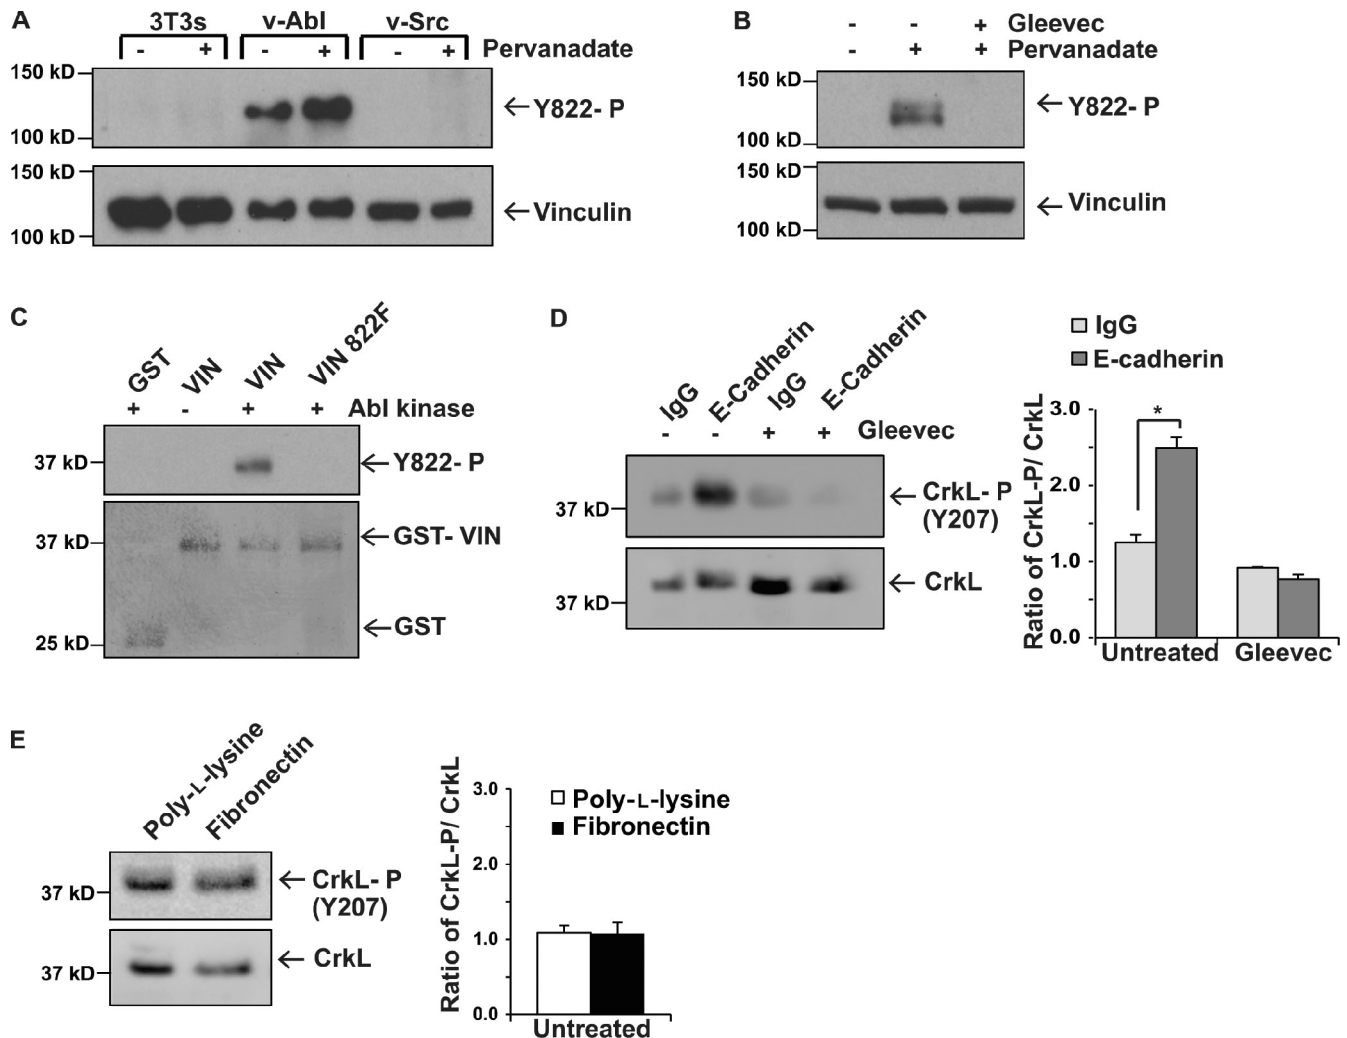 A
3T3s v-Abl v-Src
- + - + - + Pervanadate
150 kD
Y822- P
100 kD
150 kD
Vinculin
100 kD
B
- - + Gleevec
- + + Pervanadate
150 kD
Y822- P
100 kD
150 kD
Vinculin
100 kD
C
GST VIN VIN VIN 822F
+ - + + Abl kinase
37 kD
Y822- P
37 kD
GST- VIN
GST
25 kD
D
IgG E-Cadherin IgG E-Cadherin
- - + + Gleevec
37 kD
CrkL- P
(Y207)
CrkL
37 kD
IgG
E-cadherin
Ratio of CrkL-P/ CrkL
3.0
*
2.0
1.0
0.0
Untreated Gleevec
E
Poly-L-lysine Fibronectin
37 kD
CrkL- P
(Y207)
CrkL
37 kD
Ratio of CrkL-P/ CrkL
3.0
Poly-L-lysine
Fibronectin
2.0
1.0
0.0
Untreated